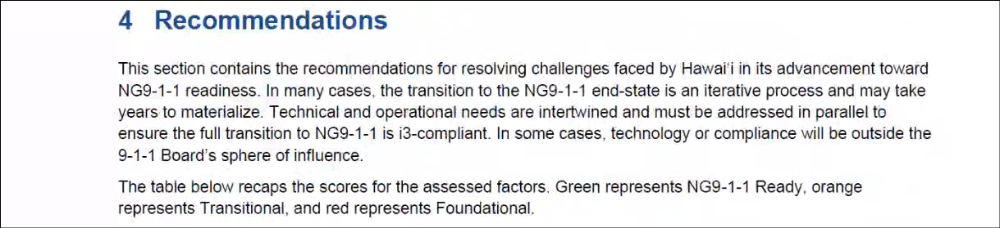 4 Recommendations
This section contains the recommendations for resolving challenges faced by Hawaiʻi in its advancement toward
NG9-1-1 readiness. In many cases, the transition to the NG9-1-1 end-state is an iterative process and may take
years to materialize. Technical and operational needs are intertwined and must be addressed in parallel to
ensure the full transition to NG9-1-1 is i3-compliant. In some cases, technology or compliance will be outside the
9-1-1 Board's sphere of influence.
The table below recaps the scores for the assessed factors. Green represents NG9-1-1 Ready, orange
represents Transitional, and red represents Foundational.